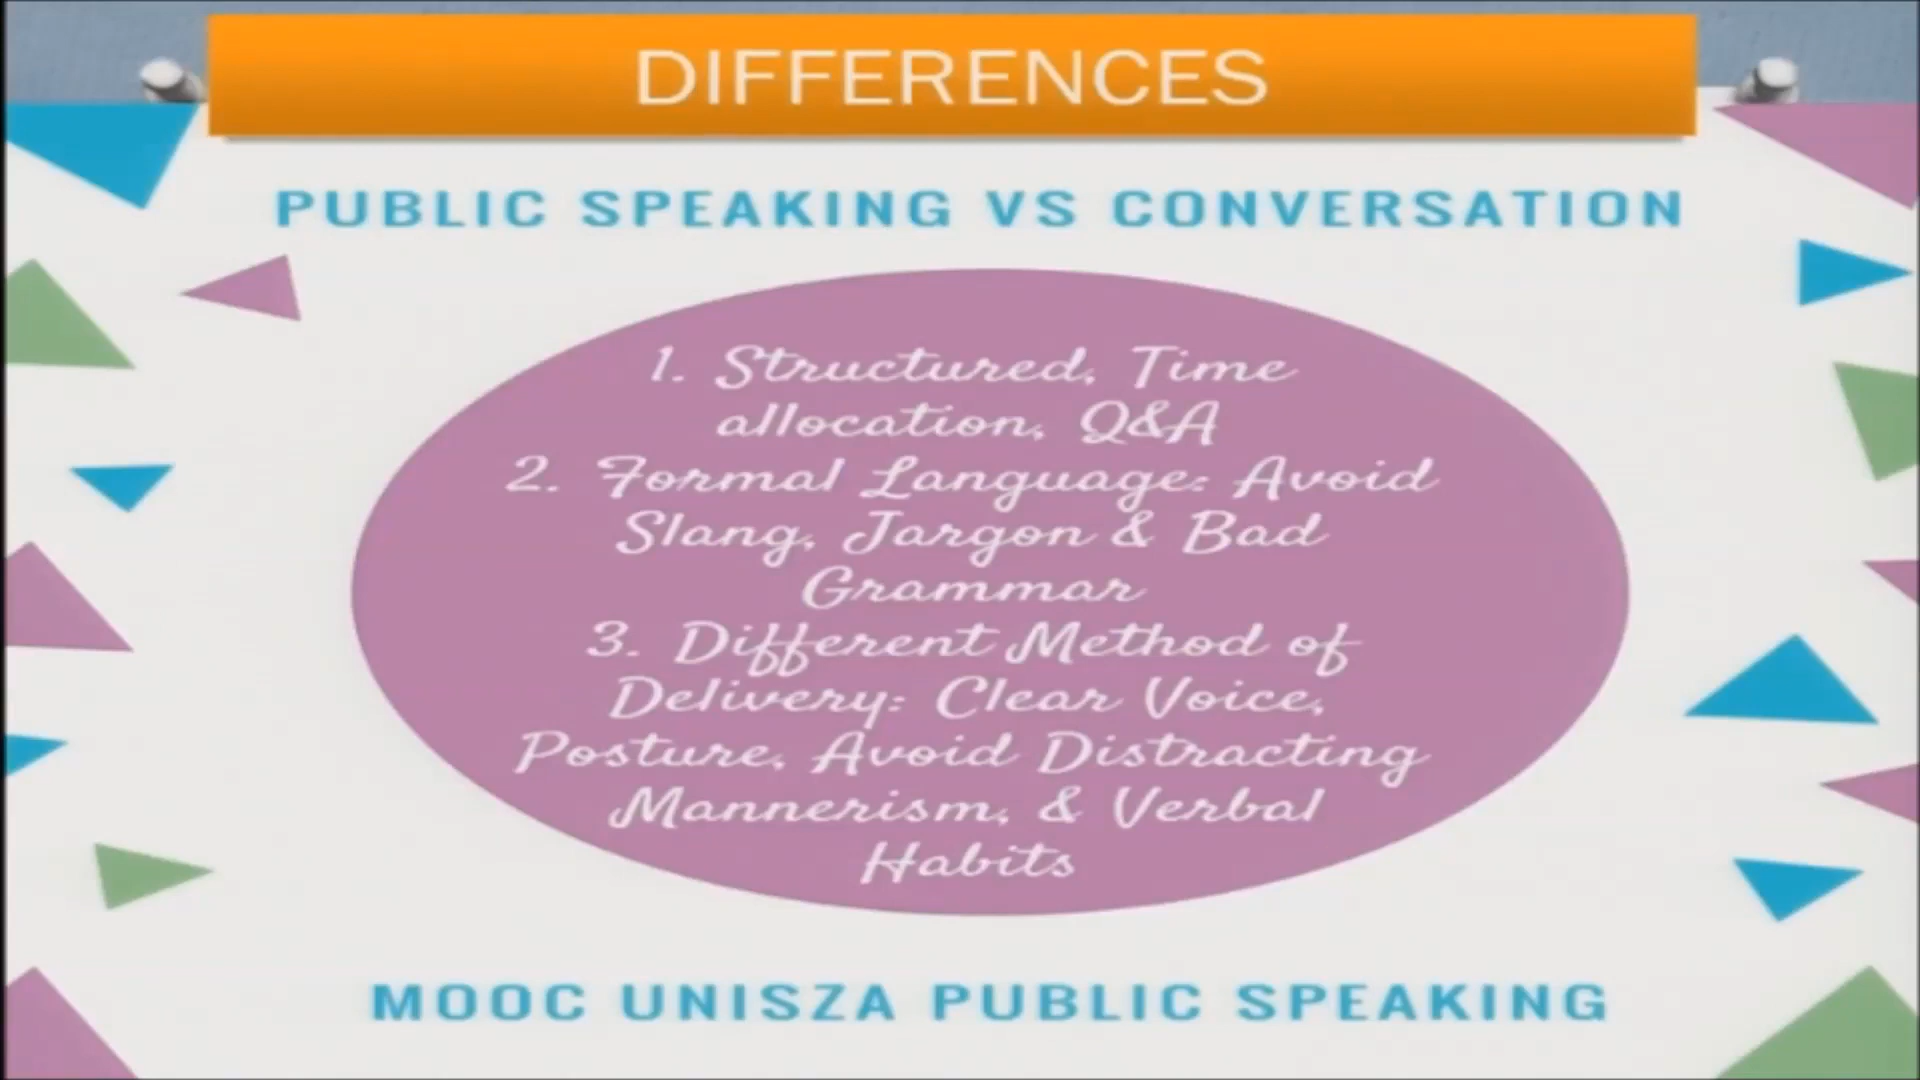 DIFFERENCES
PUBLIC SPEAKING VS CONVERSATION
1. Structured, Time
allocation, Q&A
2. Formal Language: Avoid
Slang, Jargon & Bad
Grammar
3. Different Method of
Delivery: Clear Voice,
Posture, Avoid Distracting
Mannerism, & Verbal
Habits
MOOC UNISZA PUBLIC SPEAKING